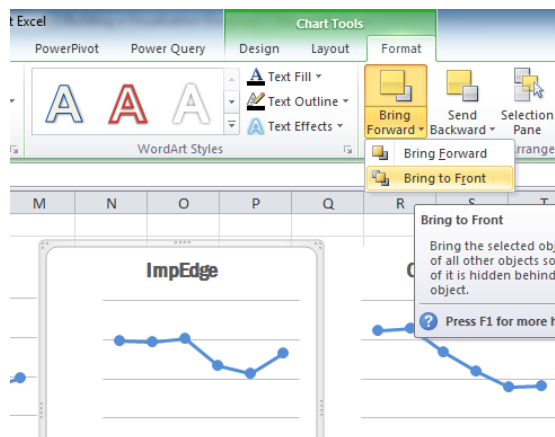 t Excel
Chart Tools
PowerPivot Power Query Design Layout Format
A A A
Text Fill
Text Outline
Text Effects
Bring Forward
Send Backward
Selection Pane
WordArt Styles
rrange
Bring Forward
Bring to Front
M N O P Q R S T
Bring to Front
Bring the selected obj
of all other objects so
of it is hidden behind
object.
Press F1 for more h
ImpEdge